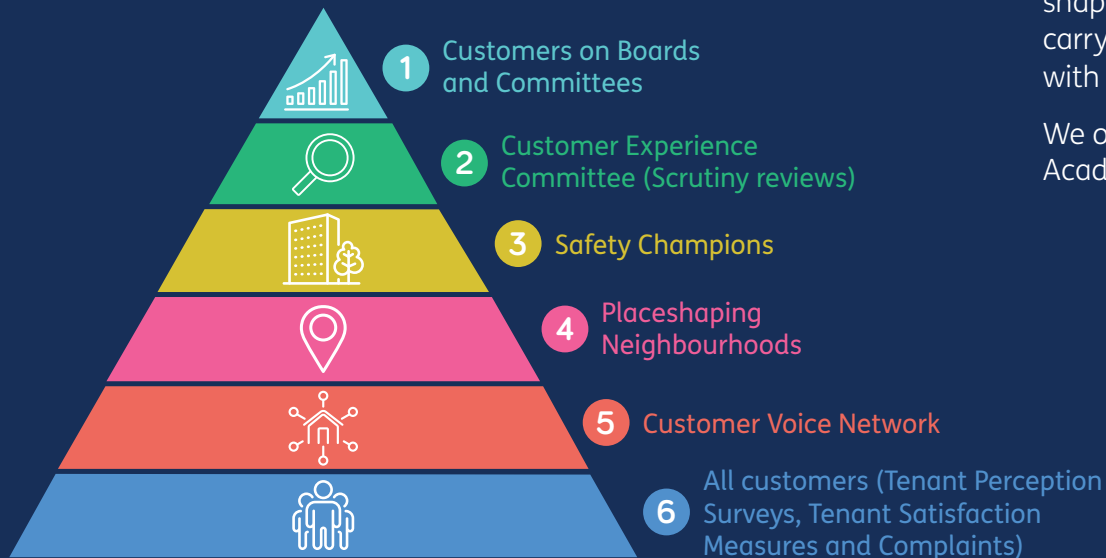 1
Customers on Boards
and Committees
2
Customer Experience
Committee (Scrutiny reviews)
3
Safety Champions
4
Placeshaping
Neighbourhoods
5
Customer Voice Network
6
All customers (Tenant Perception
Surveys, Tenant Satisfaction
Measures and Complaints)
carry
with
We o
Acad